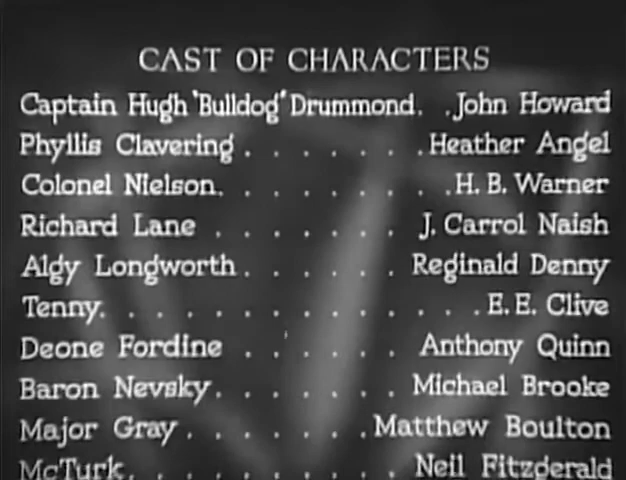 CAST OF CHARACTERS
Captain Hugh 'Bulldog' Drummond. . John Howard
Phyllis Clavering . . . . . . . Heather Angel
Colonel Nielson. . . . . . . . . H. B. Warner
Richard Lane . . . . . . . J. Carrol Naish
Algy Longworth . . . . . . Reginald Denny
Tenny. . . . . . . . . . . . . . E. E. Clive
Deone Fordine . . . . . . Anthony Quinn
Baron Nevsky. . . . . . . Michael Brooke
Major Gray . . . . . . . Matthew Boulton
McTurk. . . . . . . . . . Neil Fitzgerald